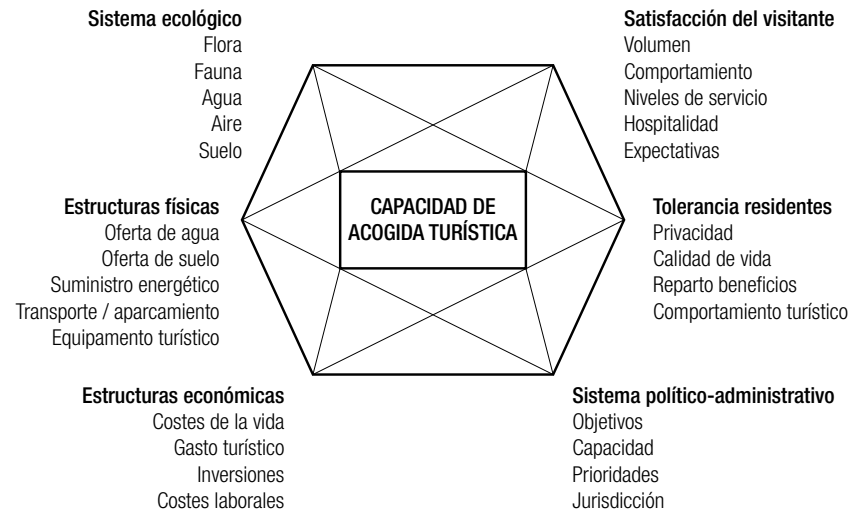 Sistema ecológico
Flora
Fauna
Agua
Aire
Suelo
Satisfacción del visitante
Volumen
Comportamiento
Niveles de servicio
Hospitalidad
Expectativas
Estructuras físicas
Oferta de agua
Oferta de suelo
Suministro energético
Transporte / aparcamiento
Equipamento turístico
CAPACIDAD DE
ACOGIDA TURÍSTICA
Tolerancia residentes
Privacidad
Calidad de vida
Reparto beneficios
Comportamiento turístico
Estructuras económicas
Costes de la vida
Gasto turístico
Inversiones
Costes laborales
Sistema político-administrativo
Objetivos
Capacidad
Prioridades
Jurisdicción